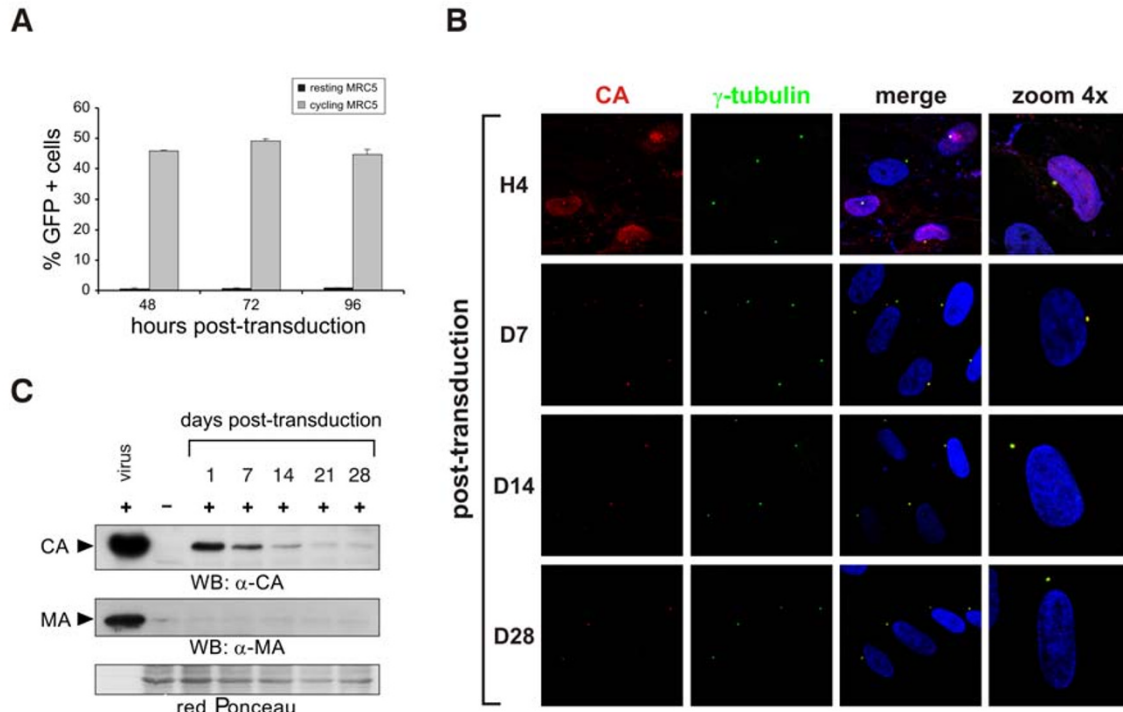 A
resting MRC5
cycling MRC5
% GFP + cells
60
50
40
30
20
10
0
48 72 96
hours post-transduction
B
CA γ-tubulin merge zoom 4x
post-transduction
H4
D7
D14
D28
C
days post-transduction
virus 1 7 14 21 28
+ – + + + + +
CA
WB: α-CA
MA
WB: α-MA
red Ponceau